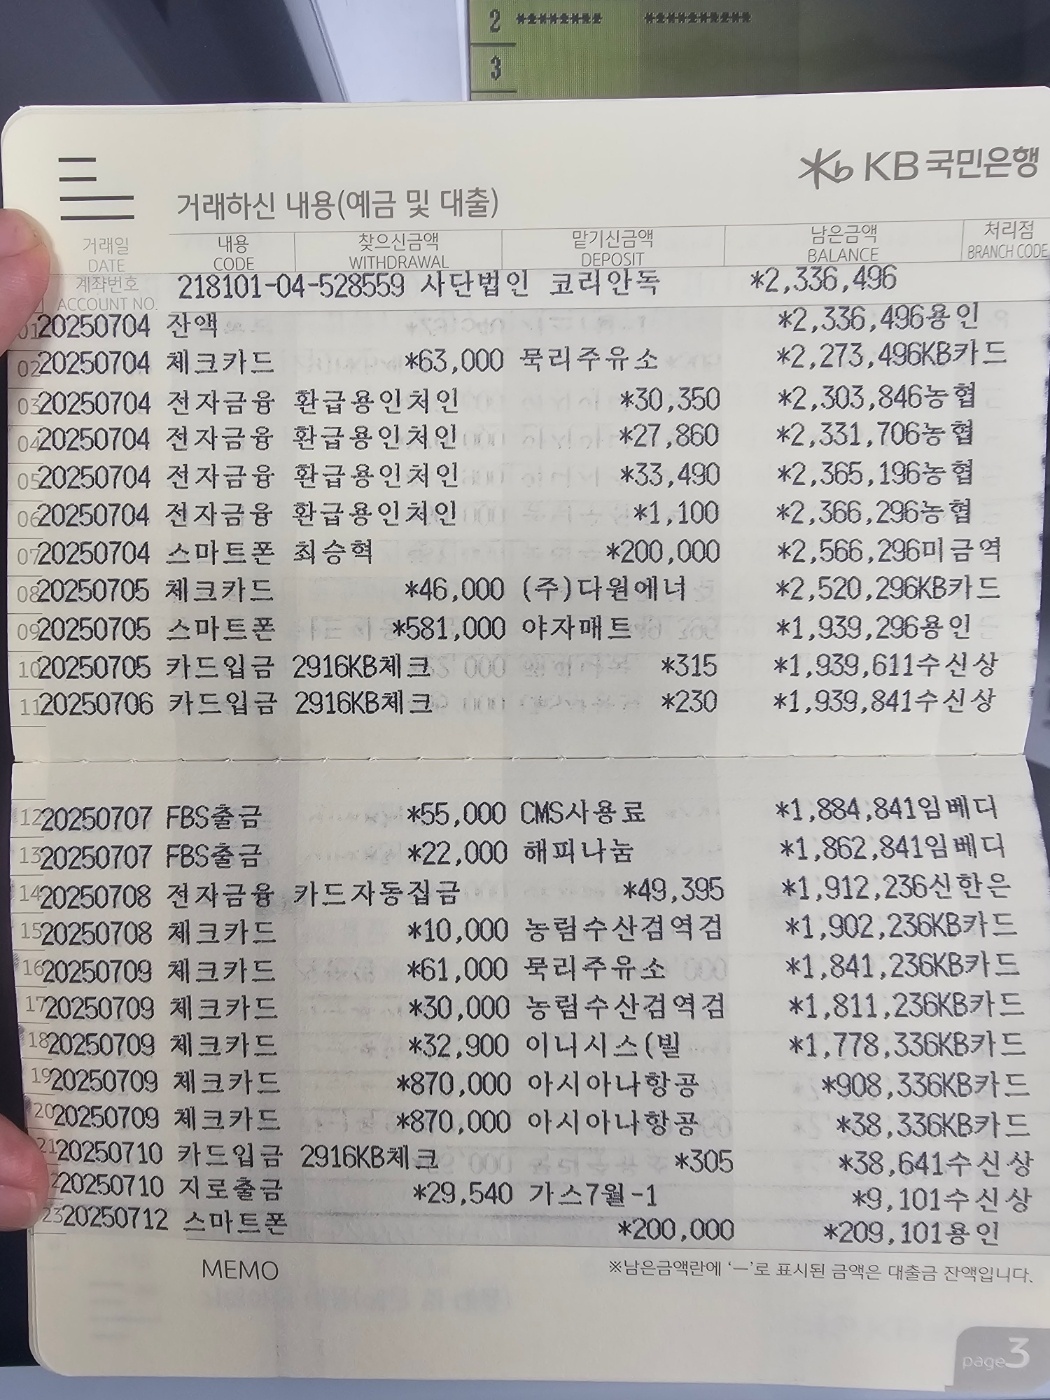 2 ******** **********
3
KB 국민은행
거래하신 내용(예금 및 대출)
거래일 내용 찾으신금액 맡기신금액 남은금액 처리점
DATE CODE WITHDRAWAL DEPOSIT BALANCE BRANCH CODE
계좌번호
ACCOUNT NO. 218101-04-528559 사단법인 코리안독 *2,336,496
01 20250704 잔액 *2,336,496용인
02 20250704 체크카드 *63,000 묵리주유소 *2,273,496KB카드
03 20250704 전자금융 환급용인처인 *30,350 *2,303,846농협
04 20250704 전자금융 환급용인처인 *27,860 *2,331,706농협
05 20250704 전자금융 환급용인처인 *33,490 *2,365,196농협
06 20250704 전자금융 환급용인처인 *1,100 *2,366,296농협
07 20250704 스마트폰 최승혁 *200,000 *2,566,296미금역
08 20250705 체크카드 *46,000 (주)다원에너 *2,520,296KB카드
09 20250705 스마트폰 *581,000 야자매트 *1,939,296용인
10 20250705 카드입금 2916KB체크 *315 *1,939,611수신상
11 20250706 카드입금 2916KB체크 *230 *1,939,841수신상
12 20250707 FBS출금 *55,000 CMS사용료 *1,884,841임베디
13 20250707 FBS출금 *22,000 해피나눔 *1,862,841임베디
14 20250708 전자금융 카드자동집금 *49,395 *1,912,236신한은
15 20250708 체크카드 *10,000 농림수산검역검 *1,902,236KB카드
16 20250709 체크카드 *61,000 묵리주유소 *1,841,236KB카드
17 20250709 체크카드 *30,000 농림수산검역검 *1,811,236KB카드
18 20250709 체크카드 *32,900 이니시스(빌 *1,778,336KB카드
19 20250709 체크카드 *870,000 아시아나항공 *908,336KB카드
20 20250709 체크카드 *870,000 아시아나항공 *38,336KB카드
21 20250710 카드입금 2916KB체크 *305 *38,641수신상
20250710 지로출금 *29,540 가스7월-1 *9,101수신상
23 20250712 스마트폰 *200,000 *209,101용인
MEMO
※남은금액란에 '―'로 표시된 금액은 대출금 잔액입니다.
page 3